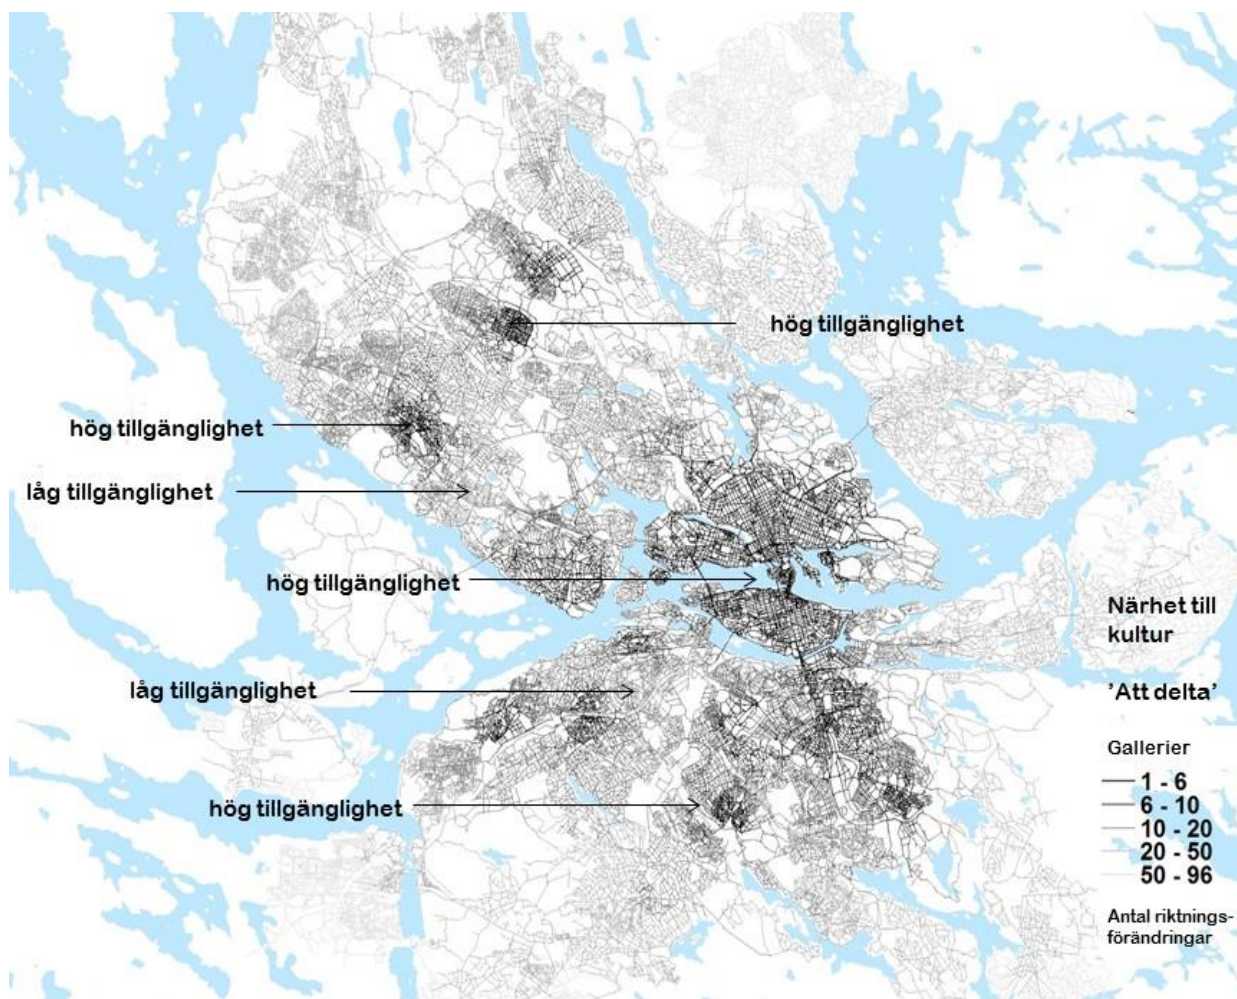 hög tillgänglighet
hög tillgänglighet
låg tillgänglighet
hög tillgänglighet
låg tillgänglighet
hög tillgänglighet
Närhet till
kultur
’Att delta’
Gallerier
1 - 6
6 - 10
10 - 20
20 - 50
50 - 96
Antal riktnings-
förändringar